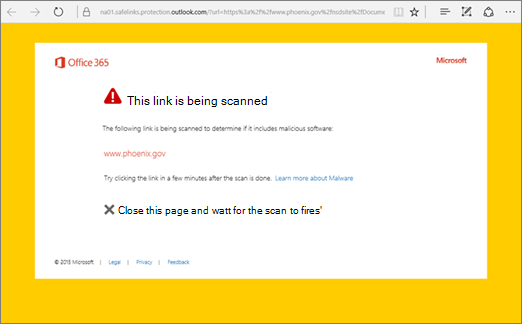 na01.safelinks.protection.outlook.com/?url=https%3a%2f%2fwww.phoenix.gov%2fnsdsite%2fDocume
Office 365
Microsoft
This link is being scanned
The following link is being scanned to determine if it includes malicious software:
www.phoenix.gov
Try clicking the link in a few minutes after the scan is done. Learn more about Malware
Close this page and watt for the scan to fires'
© 2015 Microsoft | Legal | Privacy | Feedback